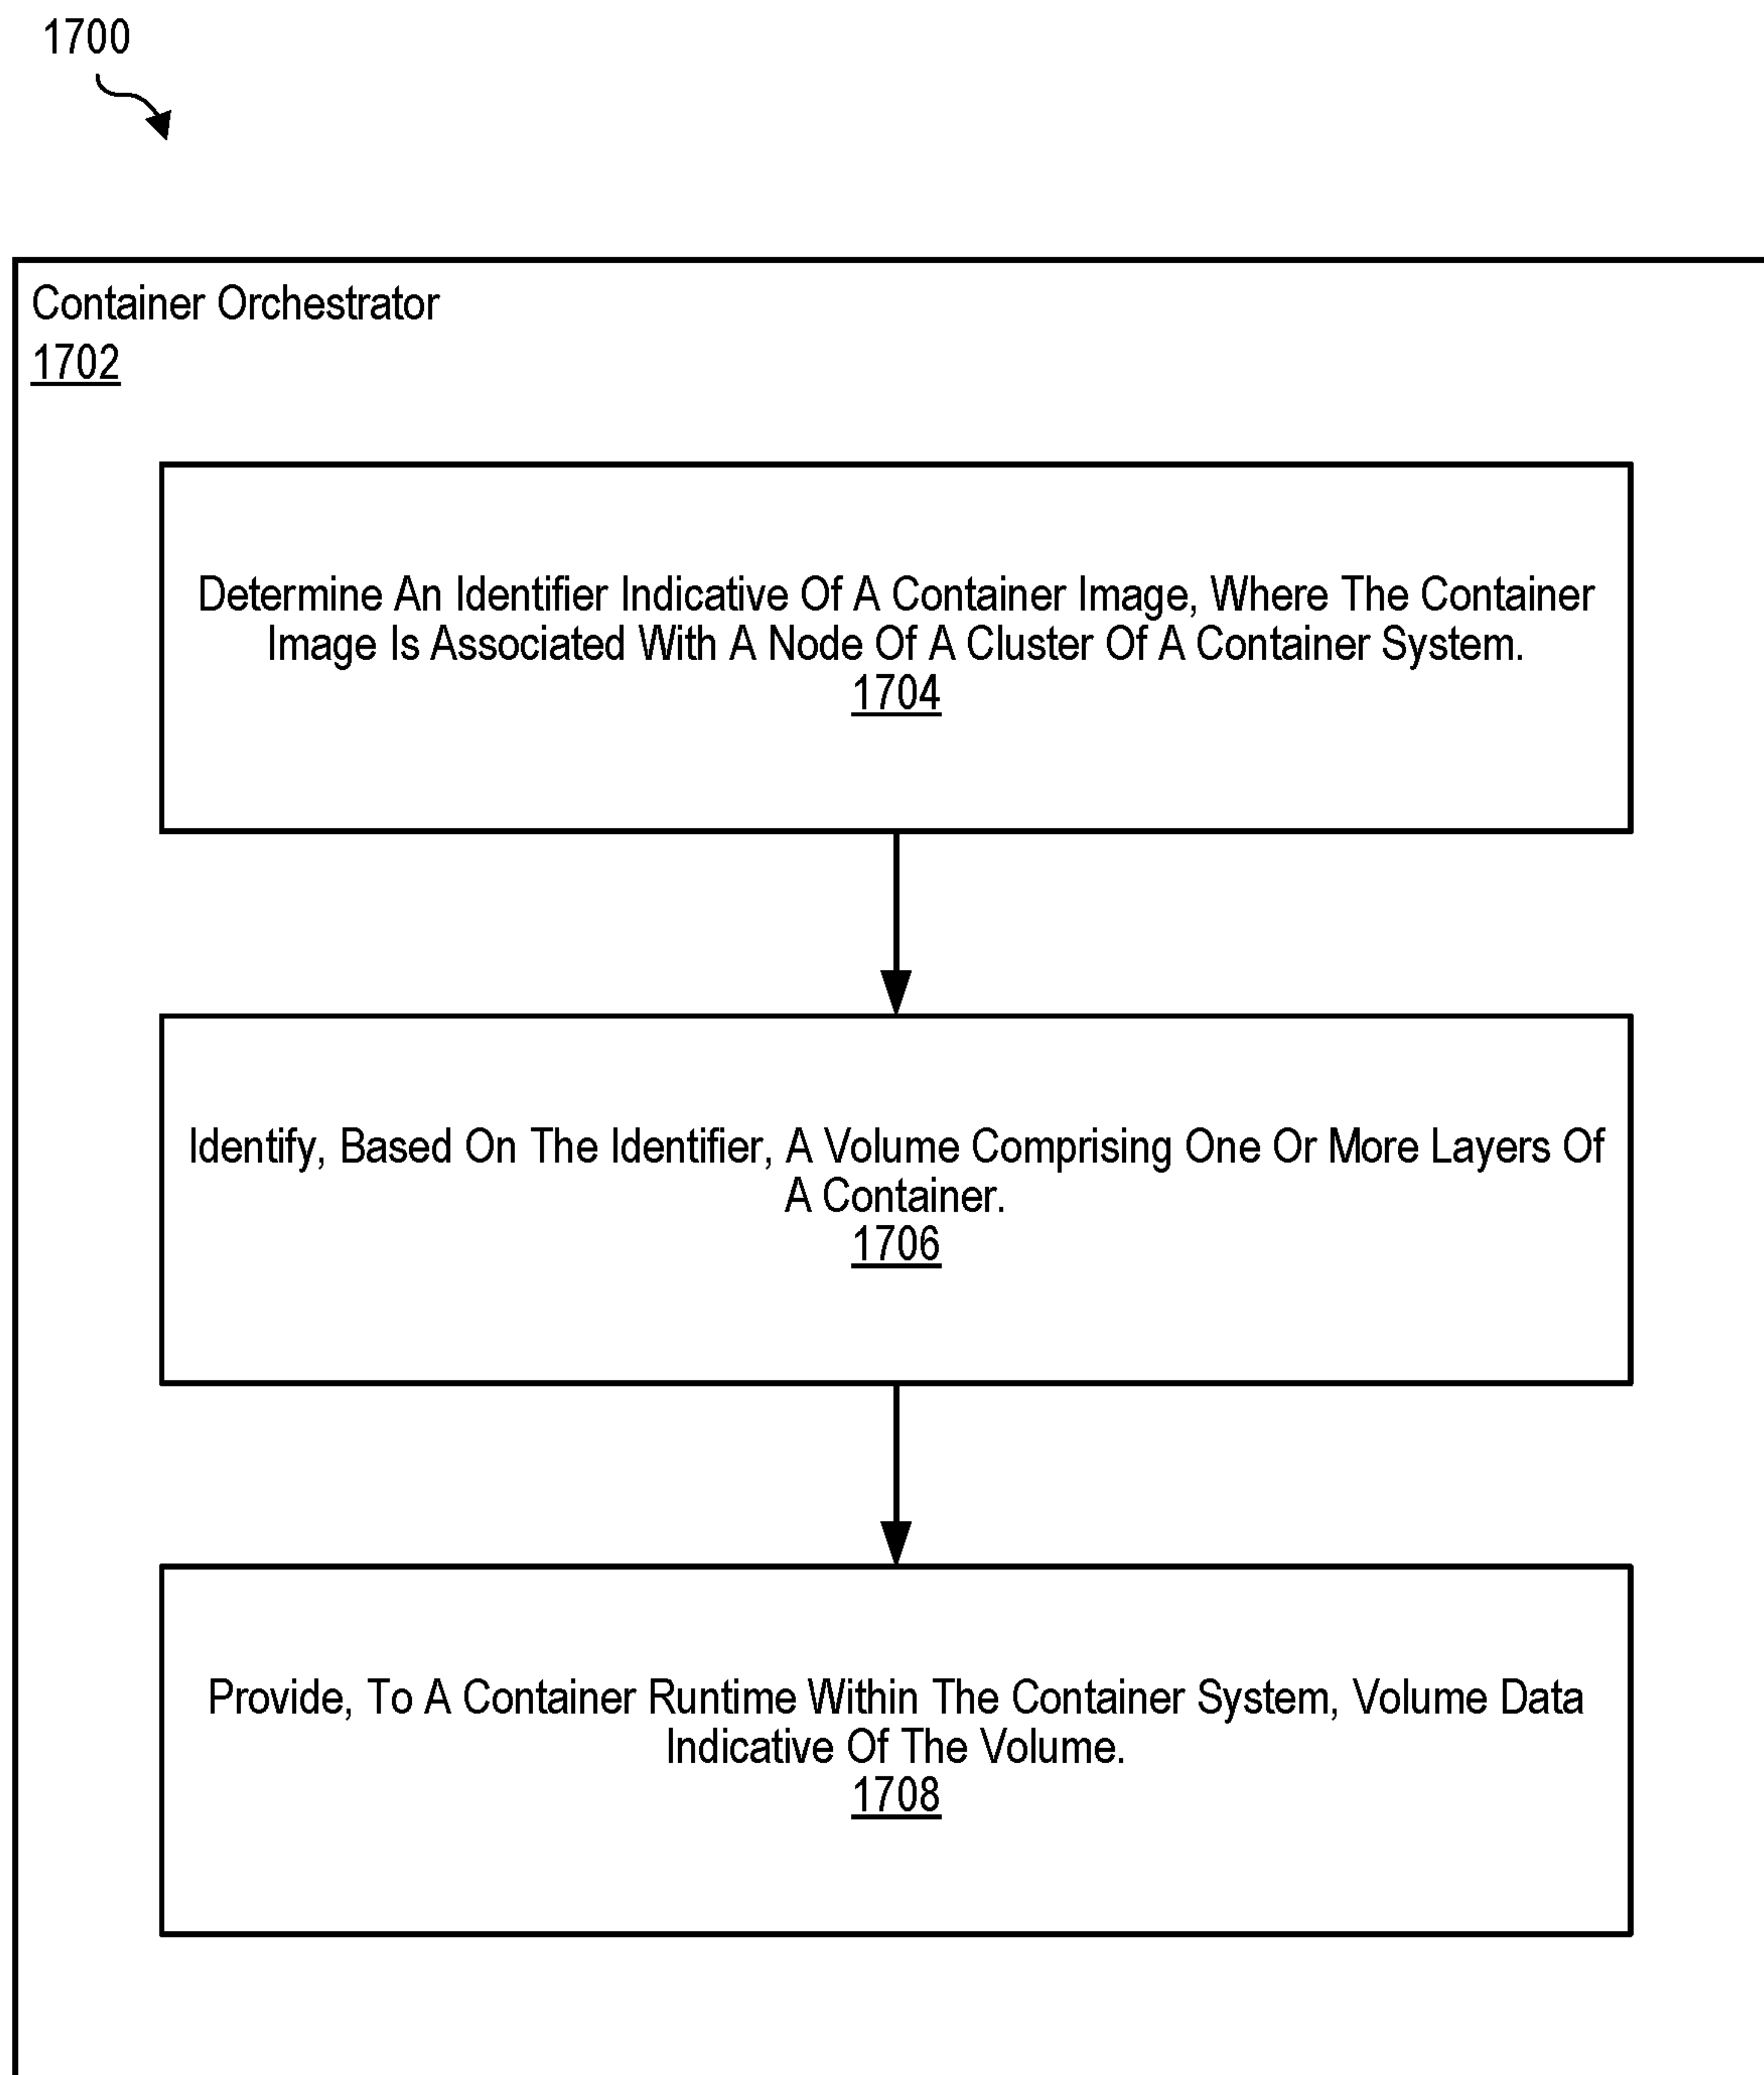 1700
Container Orchestrator
1702
Determine An Identifier Indicative Of A Container Image, Where The Container
Image Is Associated With A Node Of A Cluster Of A Container System.
1704
Identify, Based On The Identifier, A Volume Comprising One Or More Layers Of
A Container.
1706
Provide, To A Container Runtime Within The Container System, Volume Data
Indicative Of The Volume.
1708